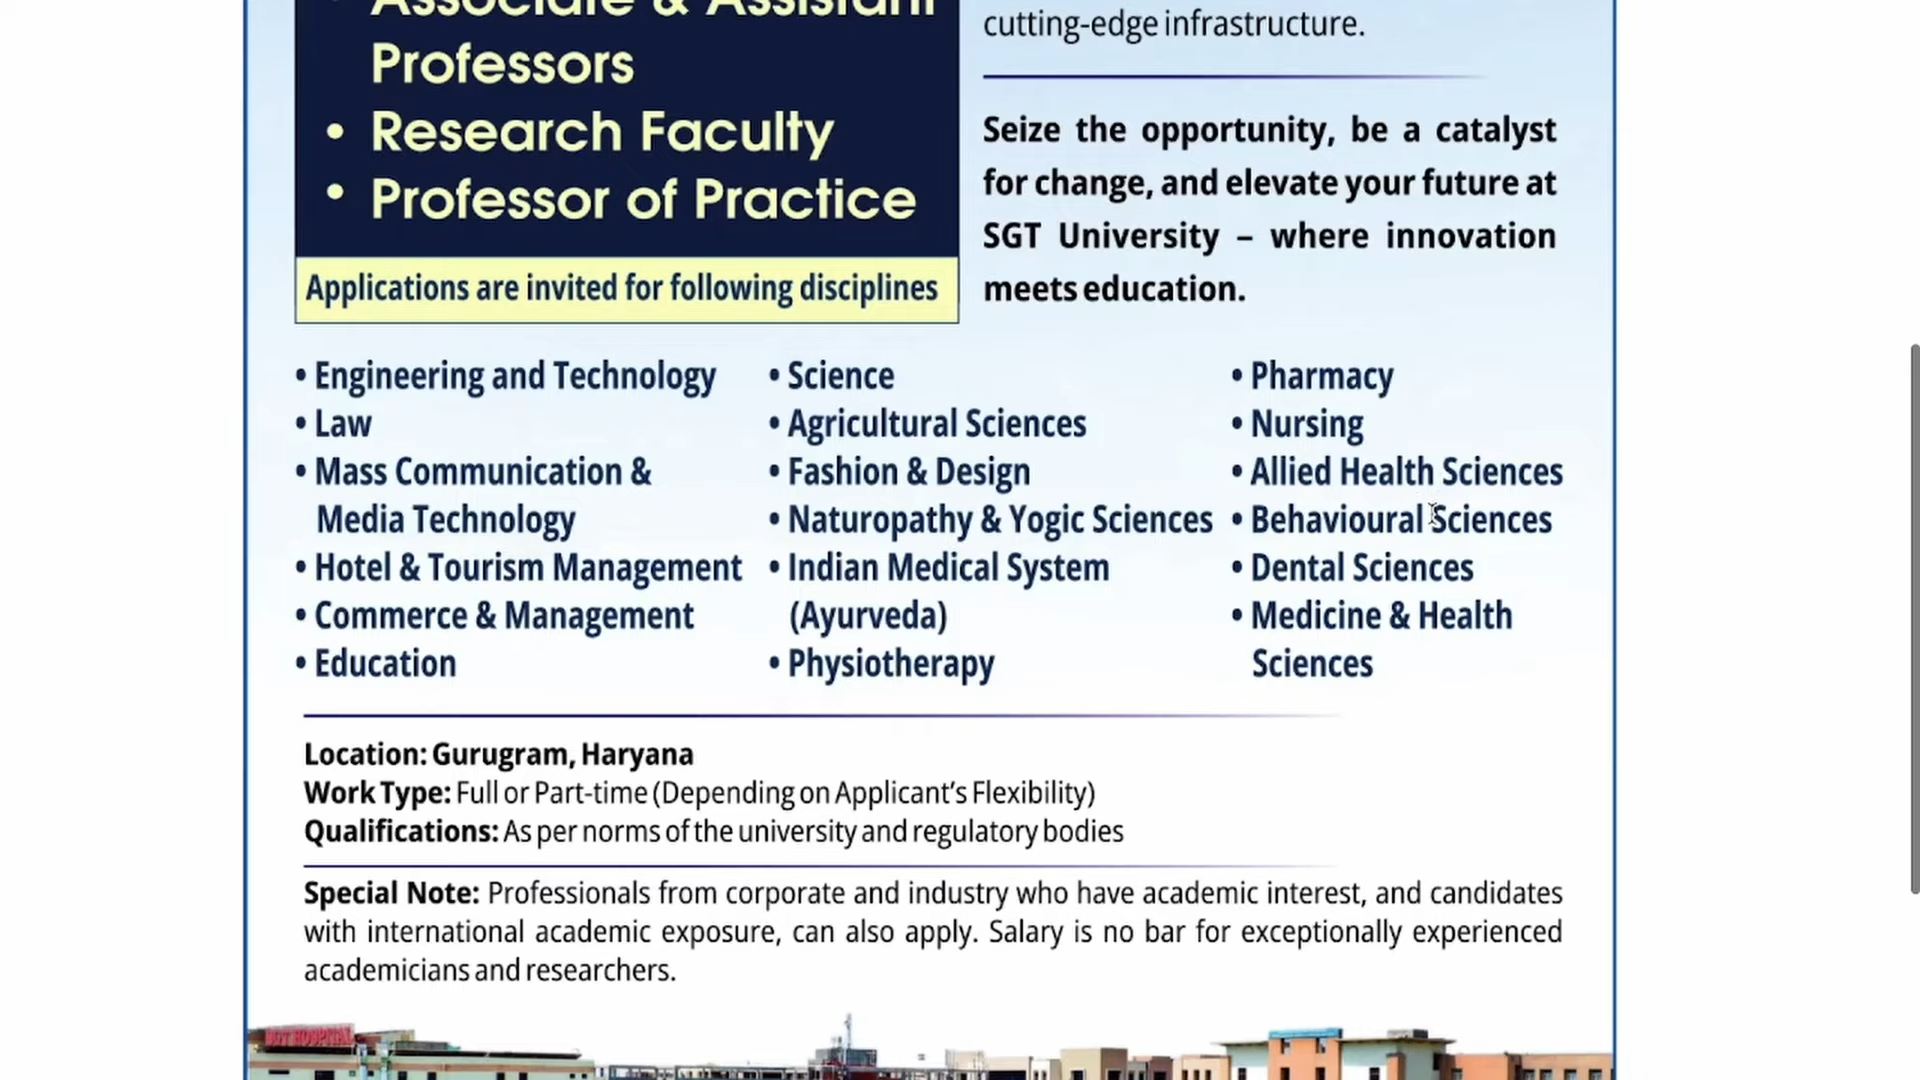 Associate & Assistant
Professors
• Research Faculty
• Professor of Practice
Applications are invited for following disciplines
cutting-edge infrastructure.
Seize the opportunity, be a catalyst
for change, and elevate your future at
SGT University – where innovation
meets education.
• Engineering and Technology
• Law
• Mass Communication &
Media Technology
• Hotel & Tourism Management
• Commerce & Management
• Education
• Science
• Agricultural Sciences
• Fashion & Design
• Naturopathy & Yogic Sciences
• Indian Medical System
(Ayurveda)
• Physiotherapy
• Pharmacy
• Nursing
• Allied Health Sciences
• Behavioural Sciences
• Dental Sciences
• Medicine & Health
Sciences
Location: Gurugram, Haryana
Work Type: Full or Part-time (Depending on Applicant’s Flexibility)
Qualifications: As per norms of the university and regulatory bodies
Special Note: Professionals from corporate and industry who have academic interest, and candidates
with international academic exposure, can also apply. Salary is no bar for exceptionally experienced
academicians and researchers.
SGT HOSPITAL